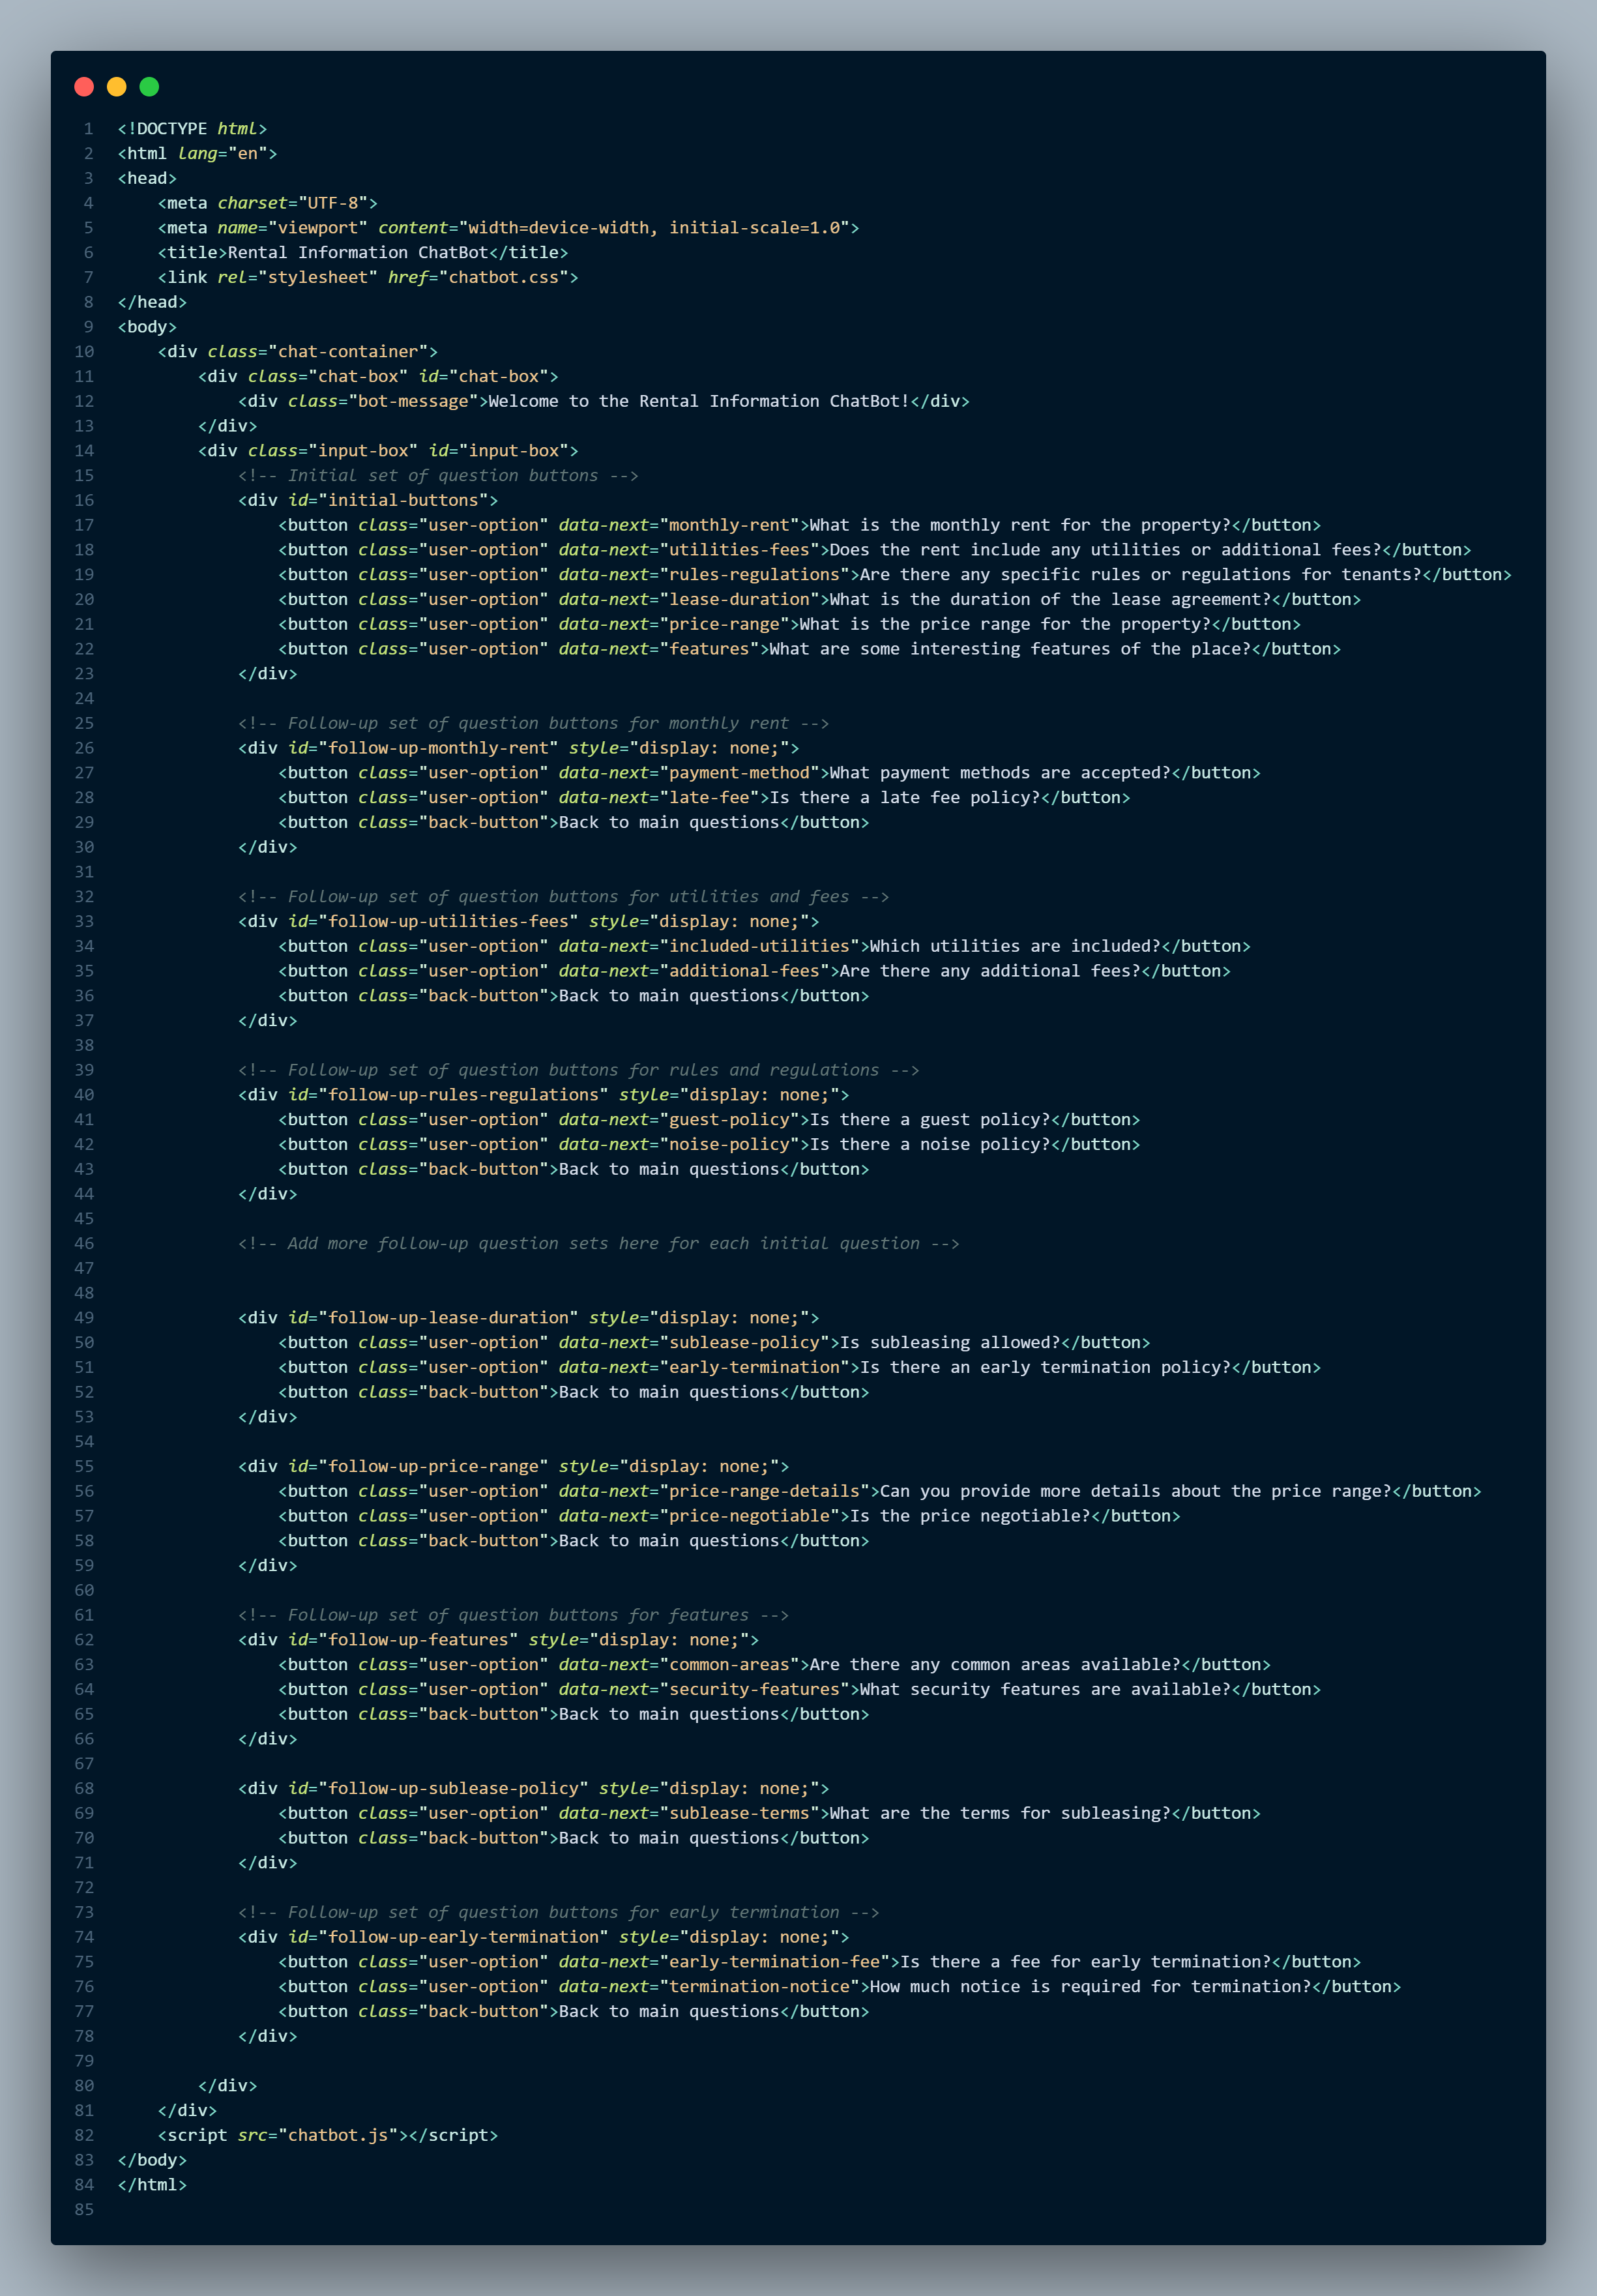 1 <!DOCTYPE html>
2 <html lang="en">
3 <head>
4     <meta charset="UTF-8">
5     <meta name="viewport" content="width=device-width, initial-scale=1.0">
6     <title>Rental Information ChatBot</title>
7     <link rel="stylesheet" href="chatbot.css">
8 </head>
9 <body>
10     <div class="chat-container">
11         <div class="chat-box" id="chat-box">
12             <div class="bot-message">Welcome to the Rental Information ChatBot!</div>
13         </div>
14         <div class="input-box" id="input-box">
15             <!-- Initial set of question buttons -->
16             <div id="initial-buttons">
17                 <button class="user-option" data-next="monthly-rent">What is the monthly rent for the property?</button>
18                 <button class="user-option" data-next="utilities-fees">Does the rent include any utilities or additional fees?</button>
19                 <button class="user-option" data-next="rules-regulations">Are there any specific rules or regulations for tenants?</button>
20                 <button class="user-option" data-next="lease-duration">What is the duration of the lease agreement?</button>
21                 <button class="user-option" data-next="price-range">What is the price range for the property?</button>
22                 <button class="user-option" data-next="features">What are some interesting features of the place?</button>
23             </div>
24
25             <!-- Follow-up set of question buttons for monthly rent -->
26             <div id="follow-up-monthly-rent" style="display: none;">
27                 <button class="user-option" data-next="payment-method">What payment methods are accepted?</button>
28                 <button class="user-option" data-next="late-fee">Is there a late fee policy?</button>
29                 <button class="back-button">Back to main questions</button>
30             </div>
31
32             <!-- Follow-up set of question buttons for utilities and fees -->
33             <div id="follow-up-utilities-fees" style="display: none;">
34                 <button class="user-option" data-next="included-utilities">Which utilities are included?</button>
35                 <button class="user-option" data-next="additional-fees">Are there any additional fees?</button>
36                 <button class="back-button">Back to main questions</button>
37             </div>
38
39             <!-- Follow-up set of question buttons for rules and regulations -->
40             <div id="follow-up-rules-regulations" style="display: none;">
41                 <button class="user-option" data-next="guest-policy">Is there a guest policy?</button>
42                 <button class="user-option" data-next="noise-policy">Is there a noise policy?</button>
43                 <button class="back-button">Back to main questions</button>
44             </div>
45
46             <!-- Add more follow-up question sets here for each initial question -->
47
48
49             <div id="follow-up-lease-duration" style="display: none;">
50                 <button class="user-option" data-next="sublease-policy">Is subleasing allowed?</button>
51                 <button class="user-option" data-next="early-termination">Is there an early termination policy?</button>
52                 <button class="back-button">Back to main questions</button>
53             </div>
54
55             <div id="follow-up-price-range" style="display: none;">
56                 <button class="user-option" data-next="price-range-details">Can you provide more details about the price range?</button>
57                 <button class="user-option" data-next="price-negotiable">Is the price negotiable?</button>
58                 <button class="back-button">Back to main questions</button>
59             </div>
60
61             <!-- Follow-up set of question buttons for features -->
62             <div id="follow-up-features" style="display: none;">
63                 <button class="user-option" data-next="common-areas">Are there any common areas available?</button>
64                 <button class="user-option" data-next="security-features">What security features are available?</button>
65                 <button class="back-button">Back to main questions</button>
66             </div>
67
68             <div id="follow-up-sublease-policy" style="display: none;">
69                 <button class="user-option" data-next="sublease-terms">What are the terms for subleasing?</button>
70                 <button class="back-button">Back to main questions</button>
71             </div>
72
73             <!-- Follow-up set of question buttons for early termination -->
74             <div id="follow-up-early-termination" style="display: none;">
75                 <button class="user-option" data-next="early-termination-fee">Is there a fee for early termination?</button>
76                 <button class="user-option" data-next="termination-notice">How much notice is required for termination?</button>
77                 <button class="back-button">Back to main questions</button>
78             </div>
79
80         </div>
81     </div>
82     <script src="chatbot.js"></script>
83 </body>
84 </html>
85